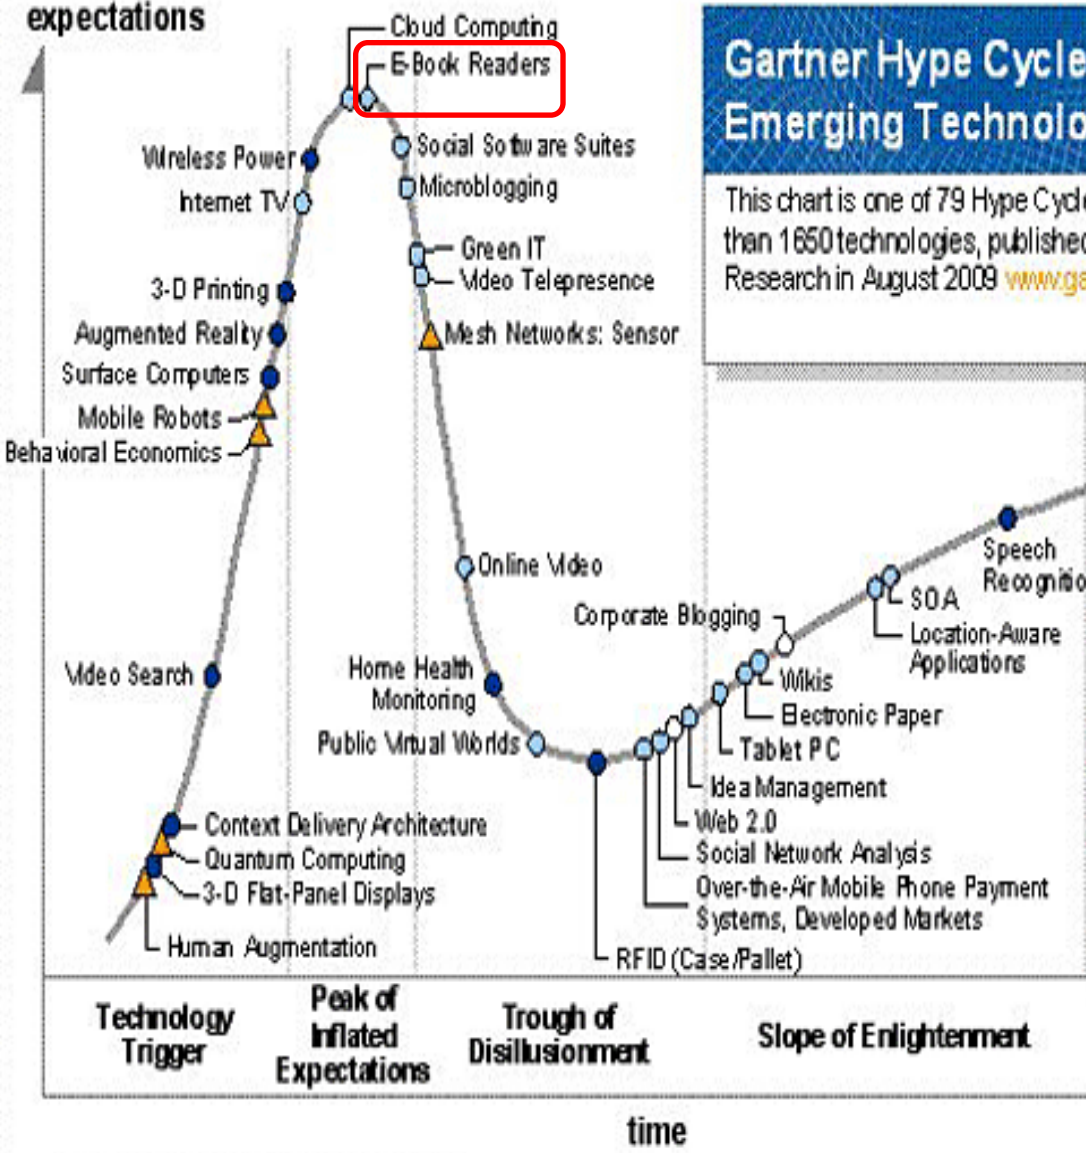 expectations
Cloud Computing
E-Book Readers
Social Software Suites
Wireless Power
Microblogging
Internet TV
Green IT
Video Telepresence
3-D Printing
Augmented Reality
Mesh Networks: Sensor
Surface Computers
Mobile Robots
Behavioral Economics
Online Video
Corporate Blogging
Video Search
Home Health
Monitoring
Public Virtual Worlds
Context Delivery Architecture
Quantum Computing
3-D Flat-Panel Displays
Human Augmentation
Gartner Hype Cycle
Emerging Technolo
This chart is one of 79 Hype Cycle
than 1650 technologies, published
Research in August 2009 www.ga
Speech
Recognitio
SOA
Location-Aware
Applications
Wikis
Electronic Paper
Tablet PC
Idea Management
Web 2.0
Social Network Analysis
Over-the-Air Mobile Phone Payment
Systems, Developed Markets
RFID (Case/Pallet)
Technology
Trigger
Peak of
Inflated
Expectations
Trough of
Disillusionment
Slope of Enlightenment
time